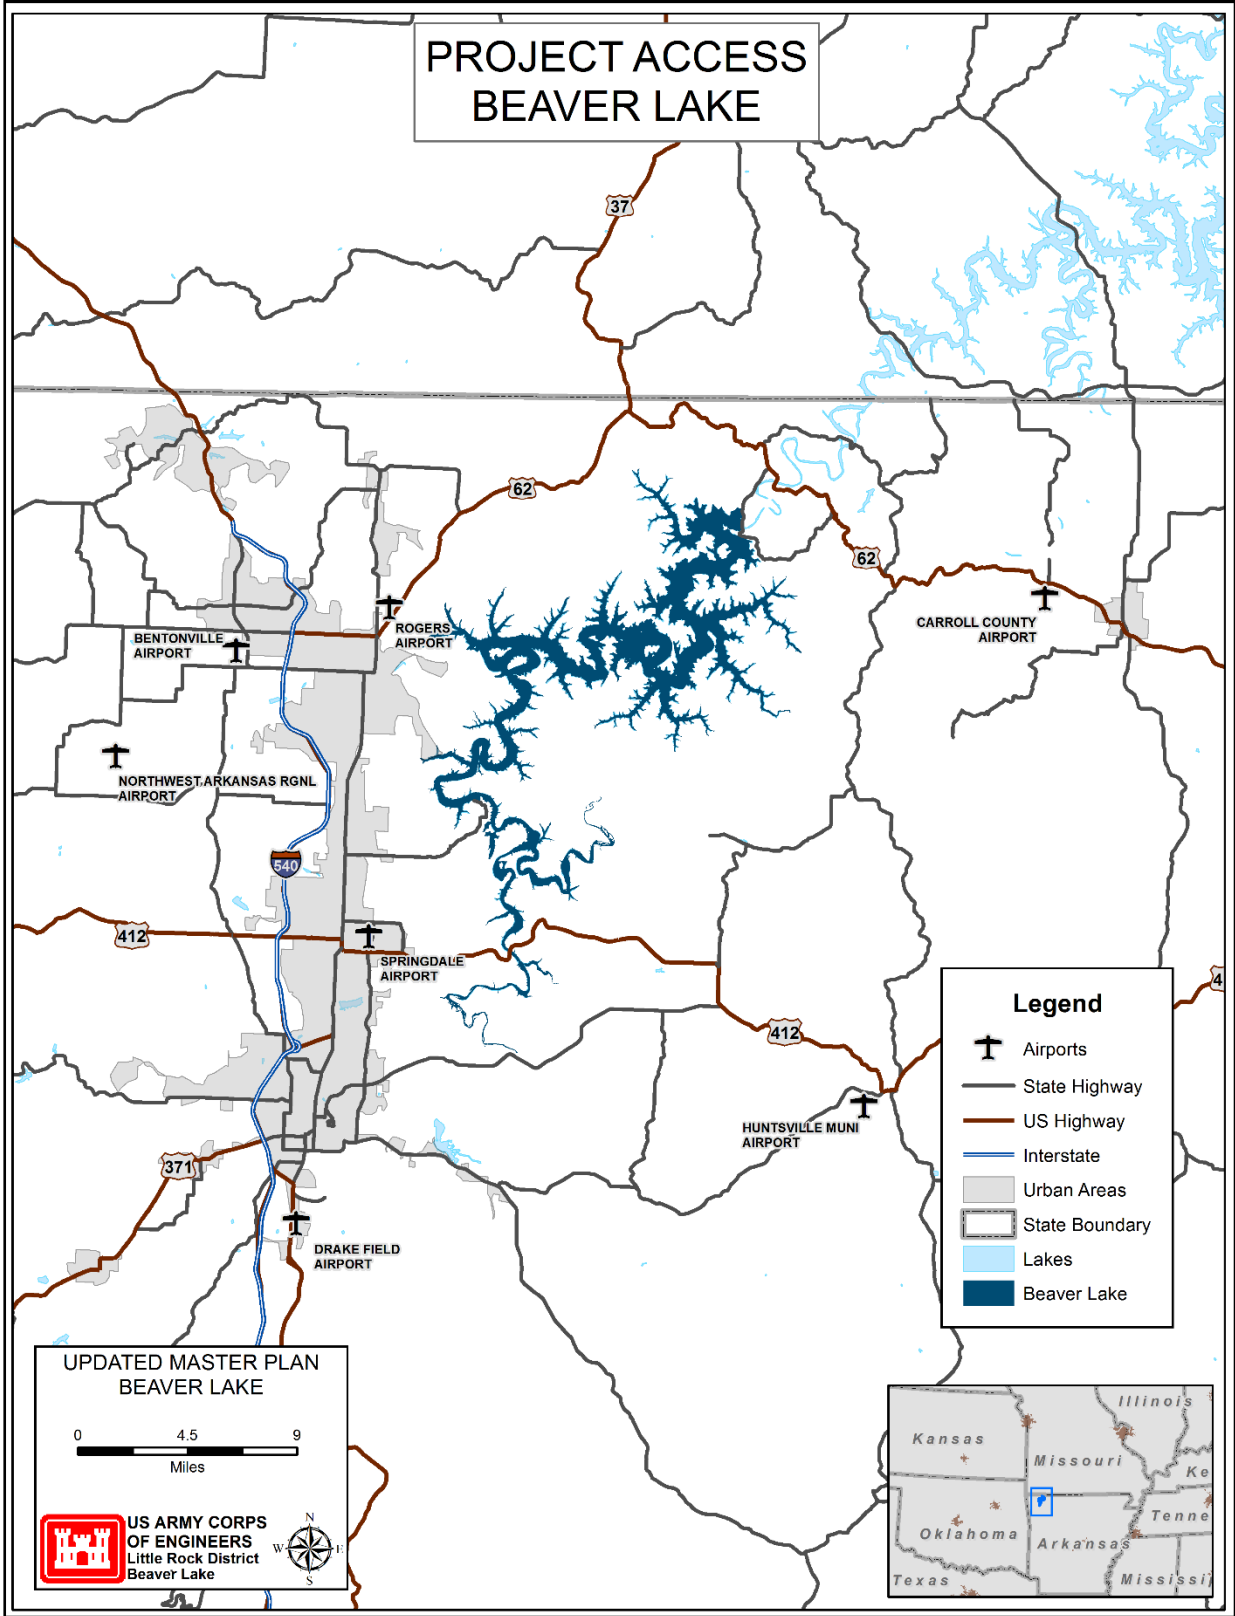 PROJECT ACCESS
BEAVER LAKE
37
62
62
BENTONVILLE
AIRPORT
ROGERS
AIRPORT
CARROLL COUNTY
AIRPORT
NORTHWEST ARKANSAS RGNL
AIRPORT
540
412
SPRINGDALE
AIRPORT
4
412
HUNTSVILLE MUNI
AIRPORT
371
DRAKE FIELD
AIRPORT
Legend
Airports
State Highway
US Highway
Interstate
Urban Areas
State Boundary
Lakes
Beaver Lake
UPDATED MASTER PLAN
BEAVER LAKE
0 4.5 9
Miles
US ARMY CORPS
OF ENGINEERS
Little Rock District
Beaver Lake
N
W E
S
Illinois
Kansas
Missouri
Ke
Tenne
Oklahoma
Arkansas
Texas
Mississip